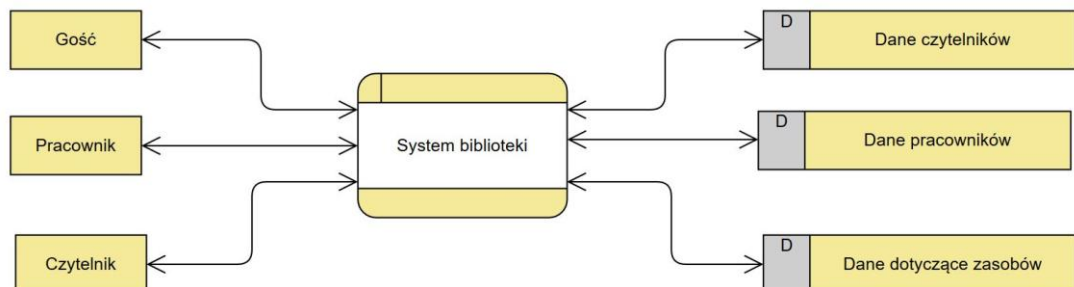 Gość
D
Dane czytelników
Pracownik
System biblioteki
D
Dane pracowników
Czytelnik
D
Dane dotyczące zasobów